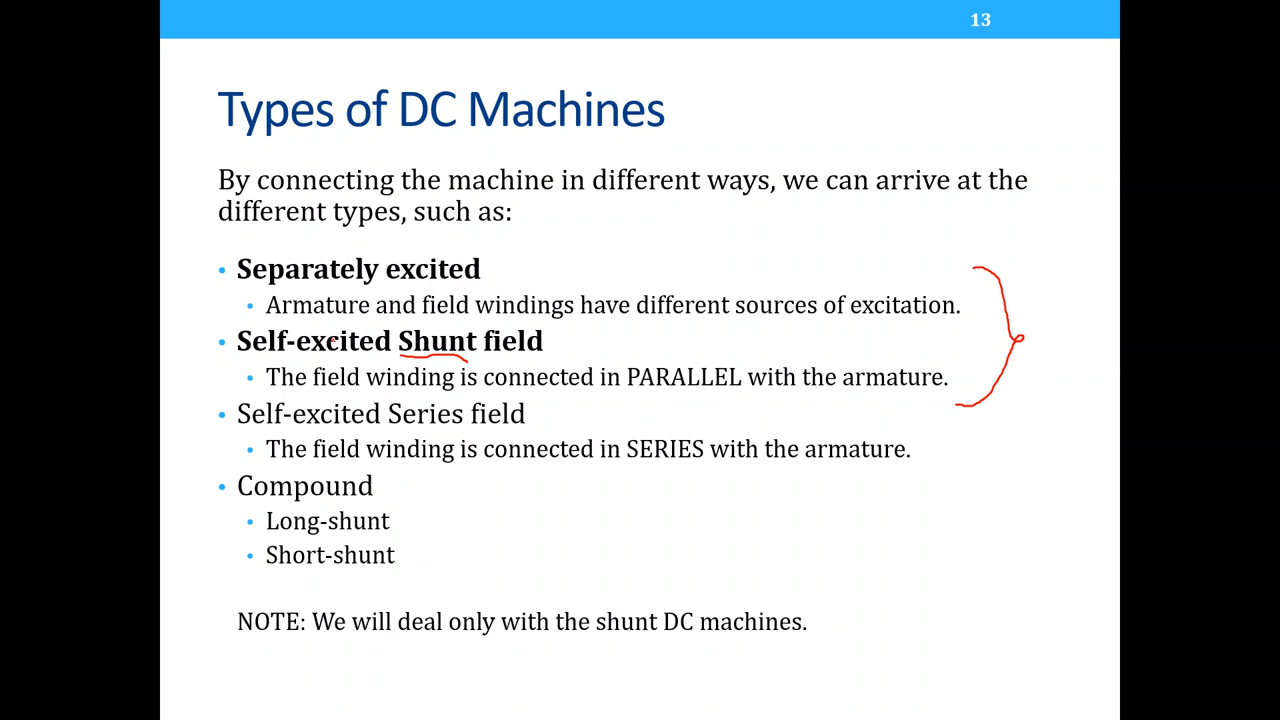 13
Types of DC Machines
By connecting the machine in different ways, we can arrive at the
different types, such as:
• Separately excited
• Armature and field windings have different sources of excitation.
• Self-excited Shunt field
• The field winding is connected in PARALLEL with the armature.
• Self-excited Series field
• The field winding is connected in SERIES with the armature.
• Compound
• Long-shunt
• Short-shunt
NOTE: We will deal only with the shunt DC machines.